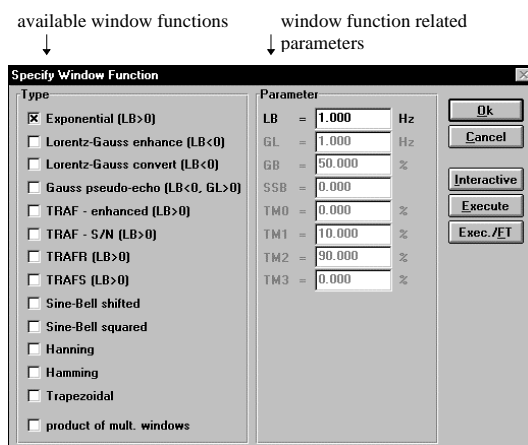 available window functions
window function related
parameters
Specify Window Function
Type
Exponential (LB>0)
Lorentz-Gauss enhance (LB<0)
Lorentz-Gauss convert (LB<0)
Gauss pseudo-echo (LB<0, GL>0)
TRAF - enhanced (LB>0)
TRAF - S/N (LB>0)
TRAFR (LB>0)
TRAFS (LB>0)
Sine-Bell shifted
Sine-Bell squared
Hanning
Hamming
Trapezoidal
product of mult. windows
Parameter
LB = 1.000 Hz
GL = 1.000 Hz
GB = 50.000 %
SSB = 0.000
TM0 = 0.000 %
TM1 = 10.000 %
TM2 = 90.000 %
TM3 = 0.000 %
Ok
Cancel
Interactive
Execute
Exec./FT